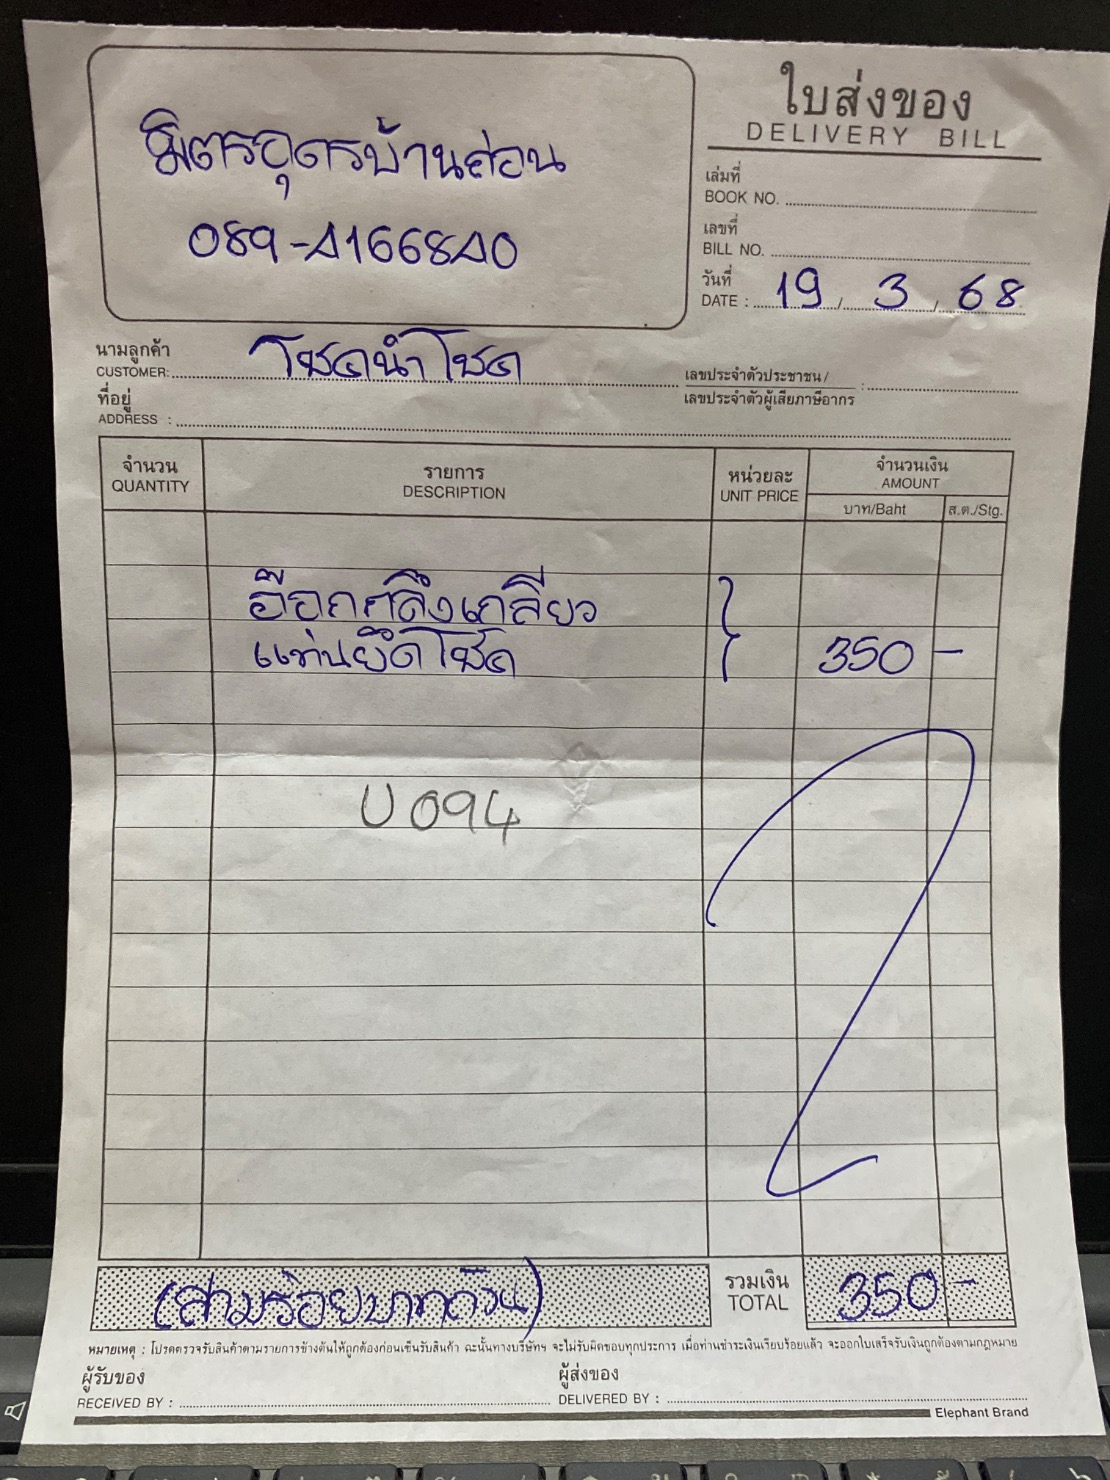 ใบส่งของ
DELIVERY BILL
มิตรอุดรบ้านส่อน
089-4166840
เล่มที่
BOOK NO.
เลขที่
BILL NO.
วันที่
DATE : 19 / 3 / 68
นามลูกค้า
CUSTOMER: โชคนำโชค
เลขประจำตัวประชาชน /
เลขประจำตัวผู้เสียภาษีอากร :
ที่อยู่
ADDRESS :
จำนวน รายการ หน่วยละ จำนวนเงิน
QUANTITY DESCRIPTION UNIT PRICE AMOUNT
บาท/Baht ส.ต./Stg.
อ๊อกกลึงเกลียว
แท่นยึดโช๊ค 350 -
U 094
(สามร้อยบาทถ้วน) รวมเงิน 350 -
TOTAL
หมายเหตุ : โปรดตรวจรับสินค้าตามรายการข้างต้นให้ถูกต้องก่อนเซ็นรับสินค้า ฉะนั้นทางบริษัทฯ จะไม่รับผิดชอบทุกประการ เมื่อท่านชำระเงินเรียบร้อยแล้ว จะออกใบเสร็จรับเงินถูกต้องตามกฎหมาย
ผู้รับของ ผู้ส่งของ
RECEIVED BY : DELIVERED BY :
Elephant Brand